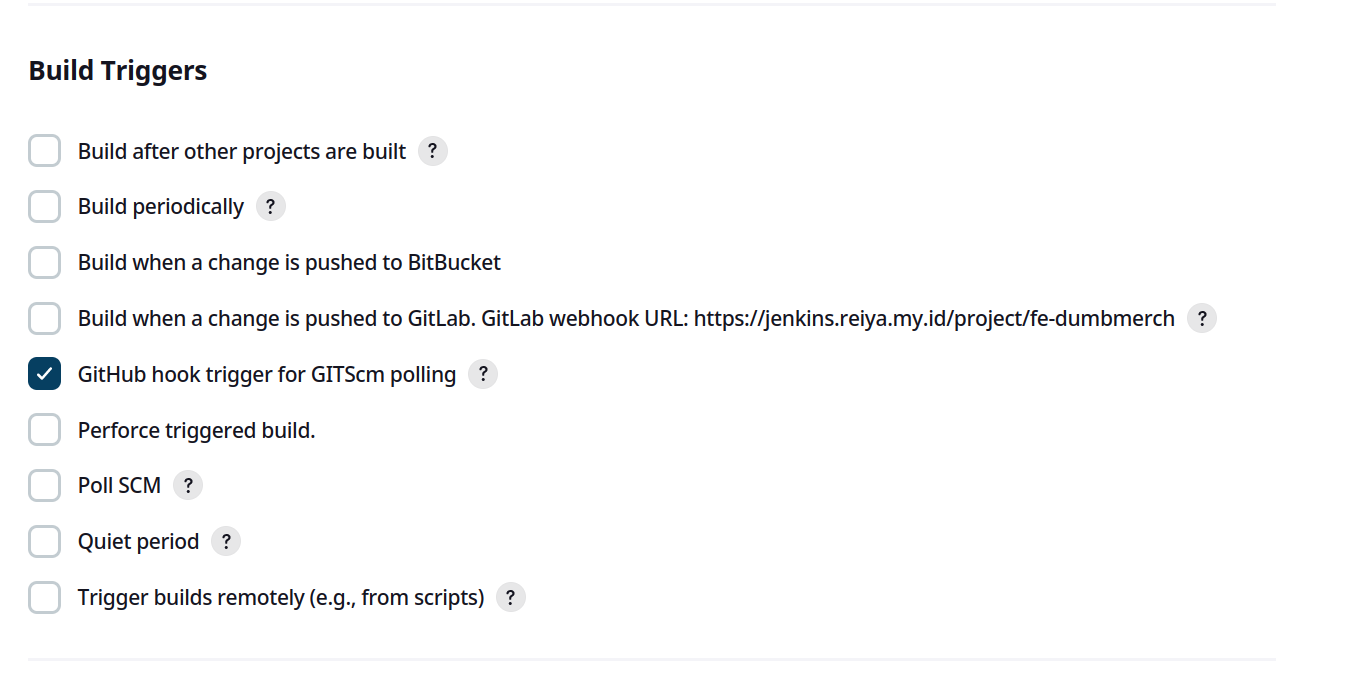 Build Triggers
Build after other projects are built ?
Build periodically ?
Build when a change is pushed to BitBucket
Build when a change is pushed to GitLab. GitLab webhook URL: https://jenkins.reiya.my.id/project/fe-dumbmerch ?
GitHub hook trigger for GITScm polling ?
Perforce triggered build.
Poll SCM ?
Quiet period ?
Trigger builds remotely (e.g., from scripts) ?